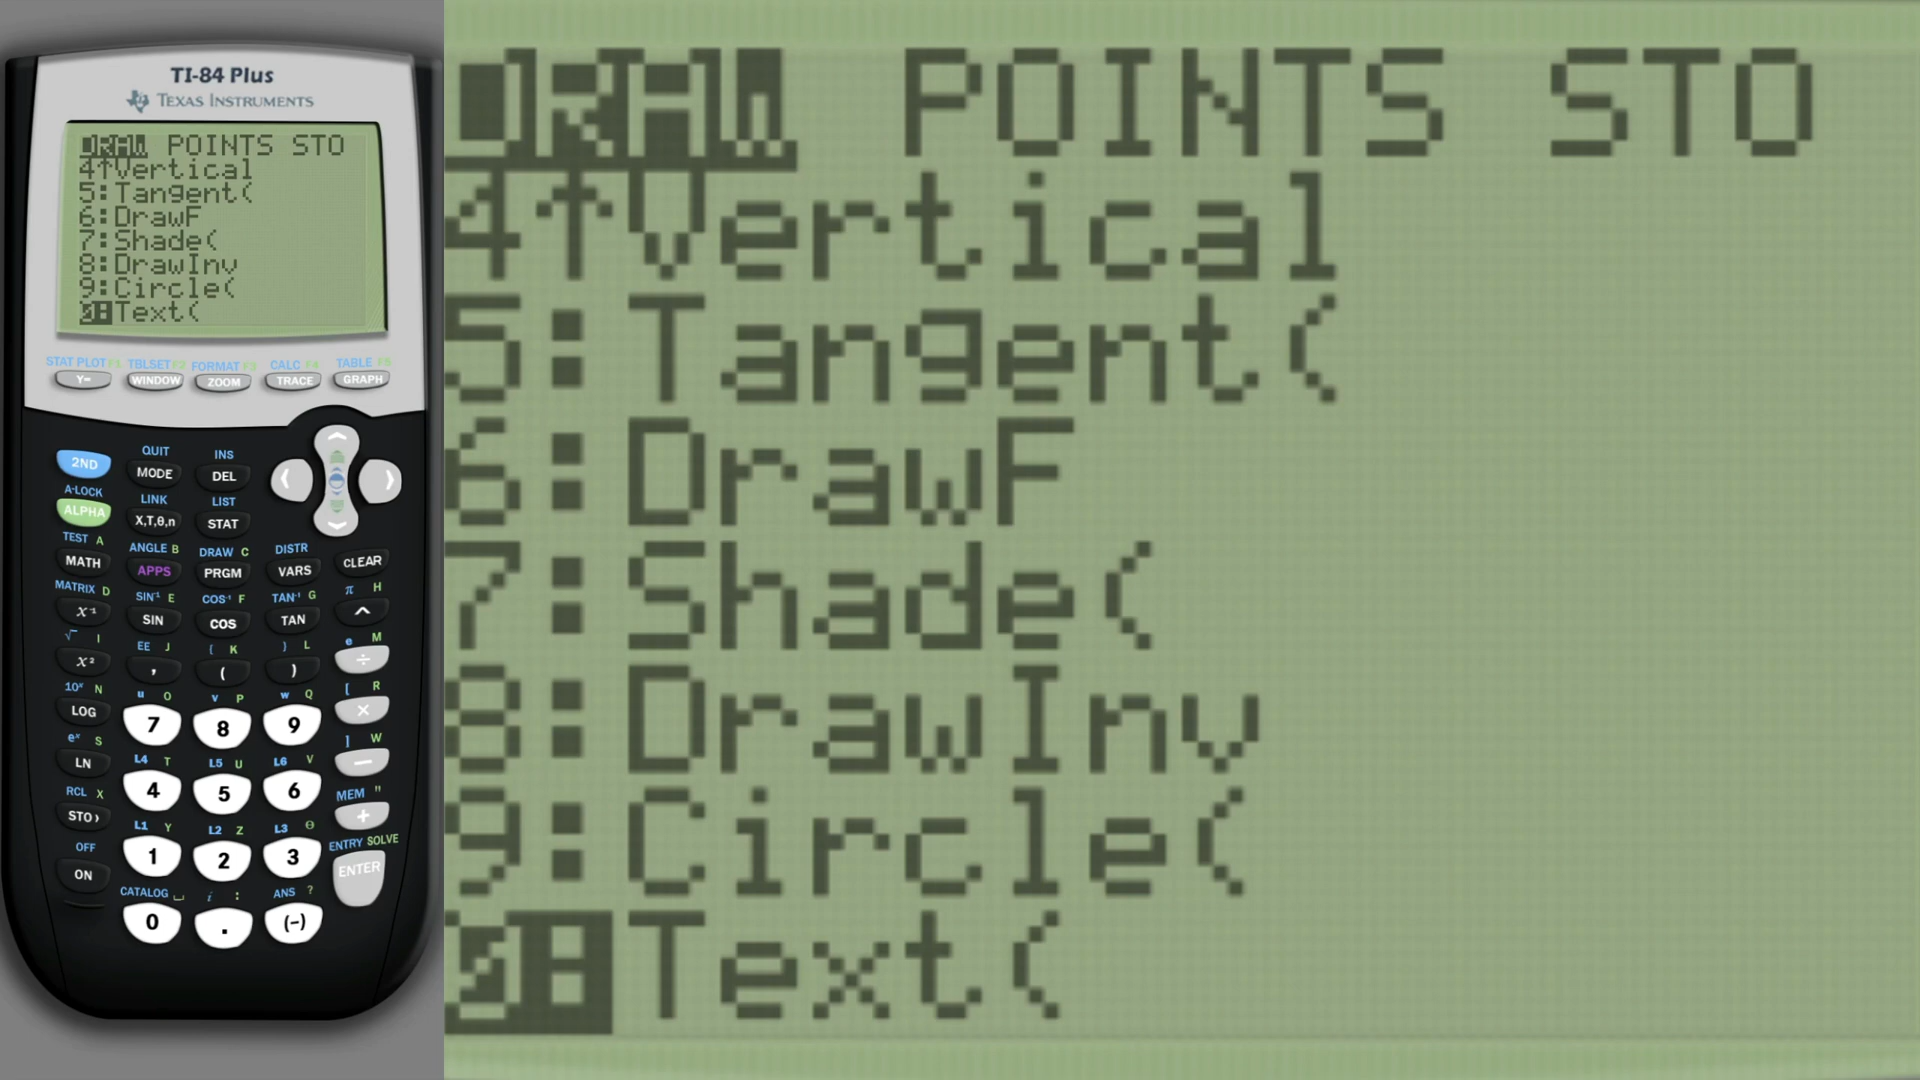 TI-84 Plus
TEXAS INSTRUMENTS
DRAW POINTS STO
4↑Vertical
5:Tangent(
6:DrawF
7:Shade(
8:DrawInv
9:Circle(
0:Text(
STAT PLOT F1 TBLSET F2 FORMAT F3 CALC F4 TABLE F5
Y= WINDOW ZOOM TRACE GRAPH
QUIT INS
2ND MODE DEL
A-LOCK LINK LIST
ALPHA X,T,θ,n STAT
TEST A ANGLE B DRAW C DISTR
MATH APPS PRGM VARS CLEAR
MATRIX D SIN⁻¹ E COS⁻¹ F TAN⁻¹ G π H
x⁻¹ SIN COS TAN ^
√ I EE J { K } L e M
x² , ( ) ÷
10ˣ N u O v P w Q [ R
LOG 7 8 9 ×
eˣ S L4 T L5 U L6 V ] W
LN 4 5 6 −
RCL X L1 Y L2 Z L3 θ MEM "
STO› 1 2 3 +
OFF CATALOG ⎵ i : ANS ? ENTRY SOLVE
ON 0 . (-) ENTER
DRAW POINTS STO
4↑Vertical
5:Tangent(
6:DrawF
7:Shade(
8:DrawInv
9:Circle(
0:Text(